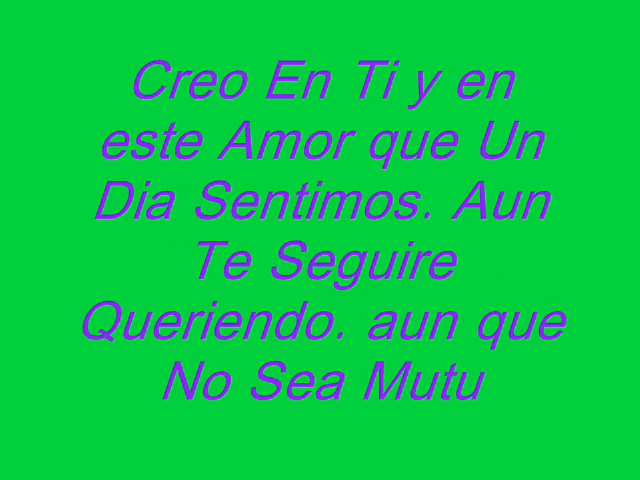 Creo En Ti y en
este Amor que Un
Dia Sentimos. Aun
Te Seguire
Queriendo. aun que
No Sea Mutu